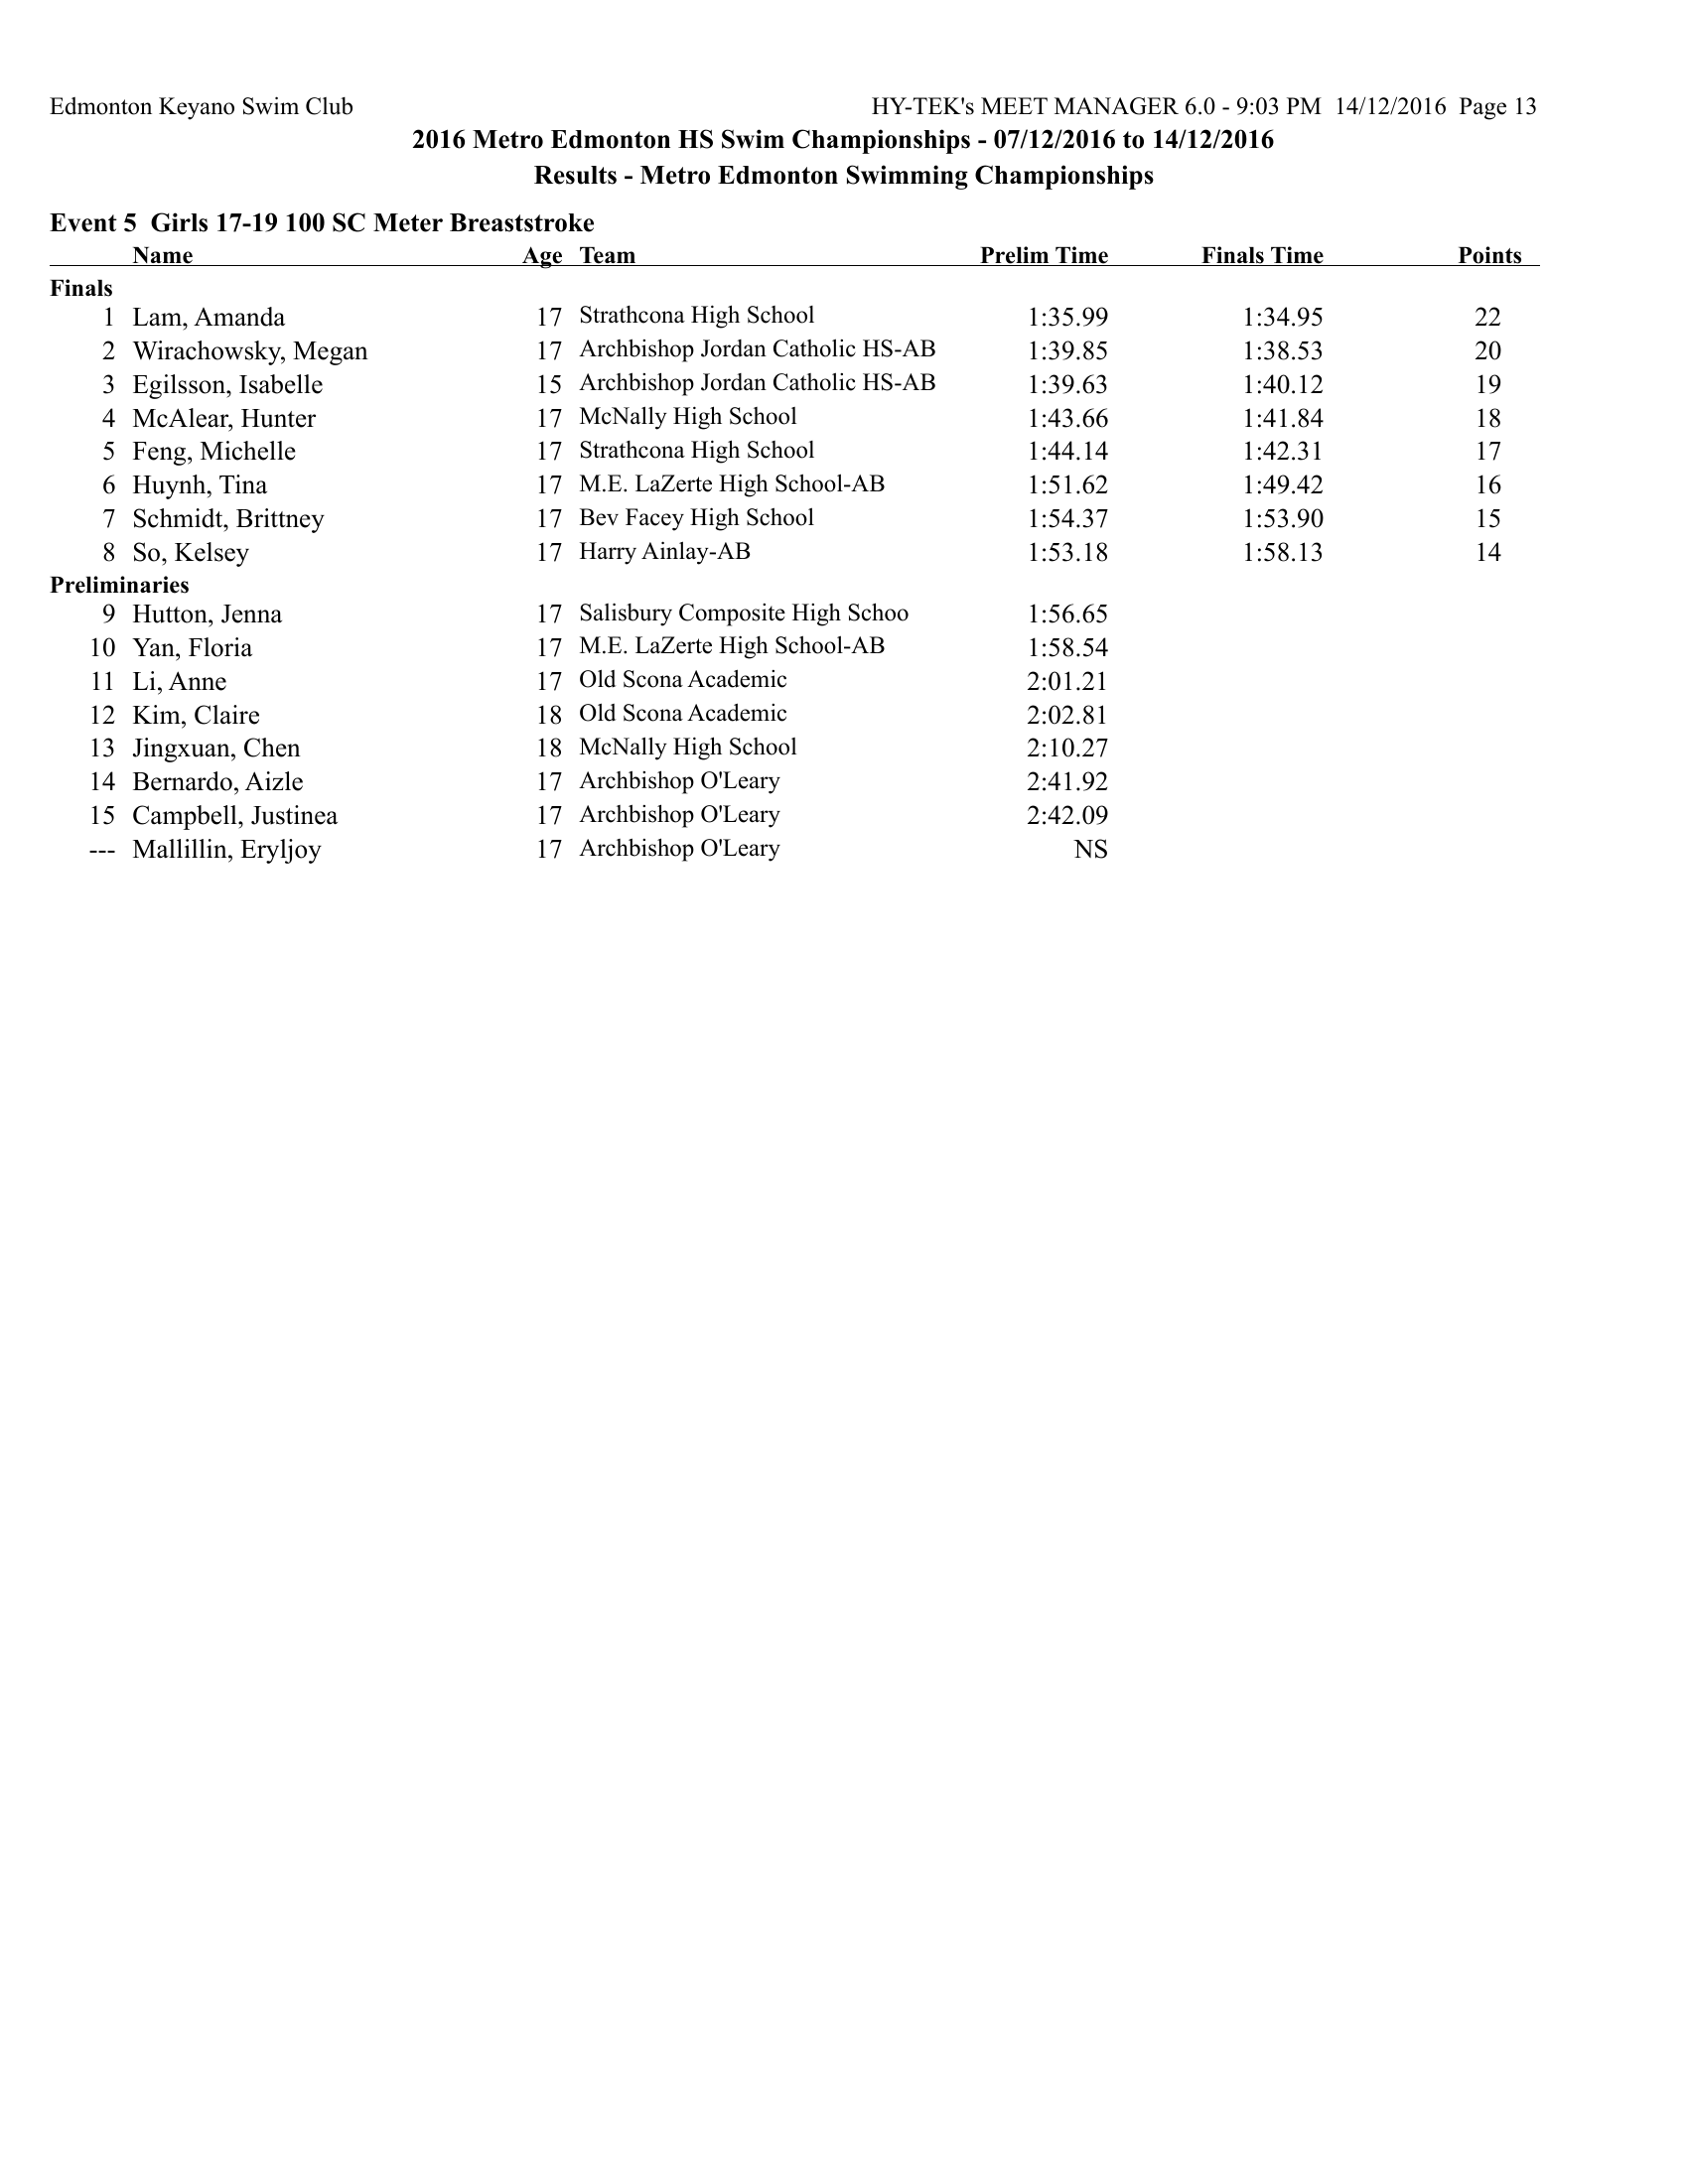 Edmonton Keyano Swim Club HY-TEK's MEET MANAGER 6.0 - 9:03 PM 14/12/2016 Page 13
2016 Metro Edmonton HS Swim Championships - 07/12/2016 to 14/12/2016
Results - Metro Edmonton Swimming Championships
Event 5 Girls 17-19 100 SC Meter Breaststroke
Name Age Team Prelim Time Finals Time Points
Finals
1 Lam, Amanda 17 Strathcona High School 1:35.99 1:34.95 22
2 Wirachowsky, Megan 17 Archbishop Jordan Catholic HS-AB 1:39.85 1:38.53 20
3 Egilsson, Isabelle 15 Archbishop Jordan Catholic HS-AB 1:39.63 1:40.12 19
4 McAlear, Hunter 17 McNally High School 1:43.66 1:41.84 18
5 Feng, Michelle 17 Strathcona High School 1:44.14 1:42.31 17
6 Huynh, Tina 17 M.E. LaZerte High School-AB 1:51.62 1:49.42 16
7 Schmidt, Brittney 17 Bev Facey High School 1:54.37 1:53.90 15
8 So, Kelsey 17 Harry Ainlay-AB 1:53.18 1:58.13 14
Preliminaries
9 Hutton, Jenna 17 Salisbury Composite High Schoo 1:56.65
10 Yan, Floria 17 M.E. LaZerte High School-AB 1:58.54
11 Li, Anne 17 Old Scona Academic 2:01.21
12 Kim, Claire 18 Old Scona Academic 2:02.81
13 Jingxuan, Chen 18 McNally High School 2:10.27
14 Bernardo, Aizle 17 Archbishop O'Leary 2:41.92
15 Campbell, Justinea 17 Archbishop O'Leary 2:42.09
--- Mallillin, Eryljoy 17 Archbishop O'Leary NS